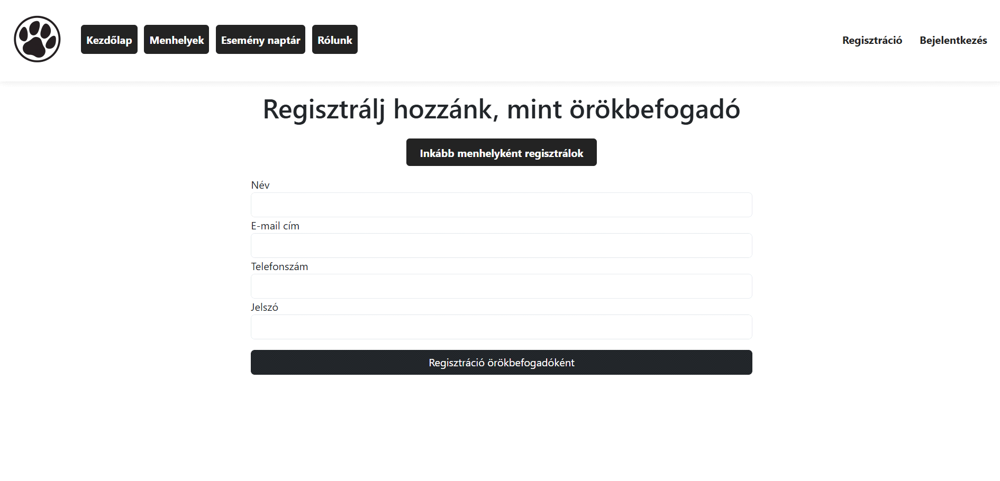 Kezdőlap Menhelyek Esemény naptár Rólunk Regisztráció Bejelentkezés
Regisztrálj hozzánk, mint örökbefogadó
Inkább menhelyként regisztrálok
Név
E-mail cím
Telefonszám
Jelszó
Regisztráció örökbefogadóként